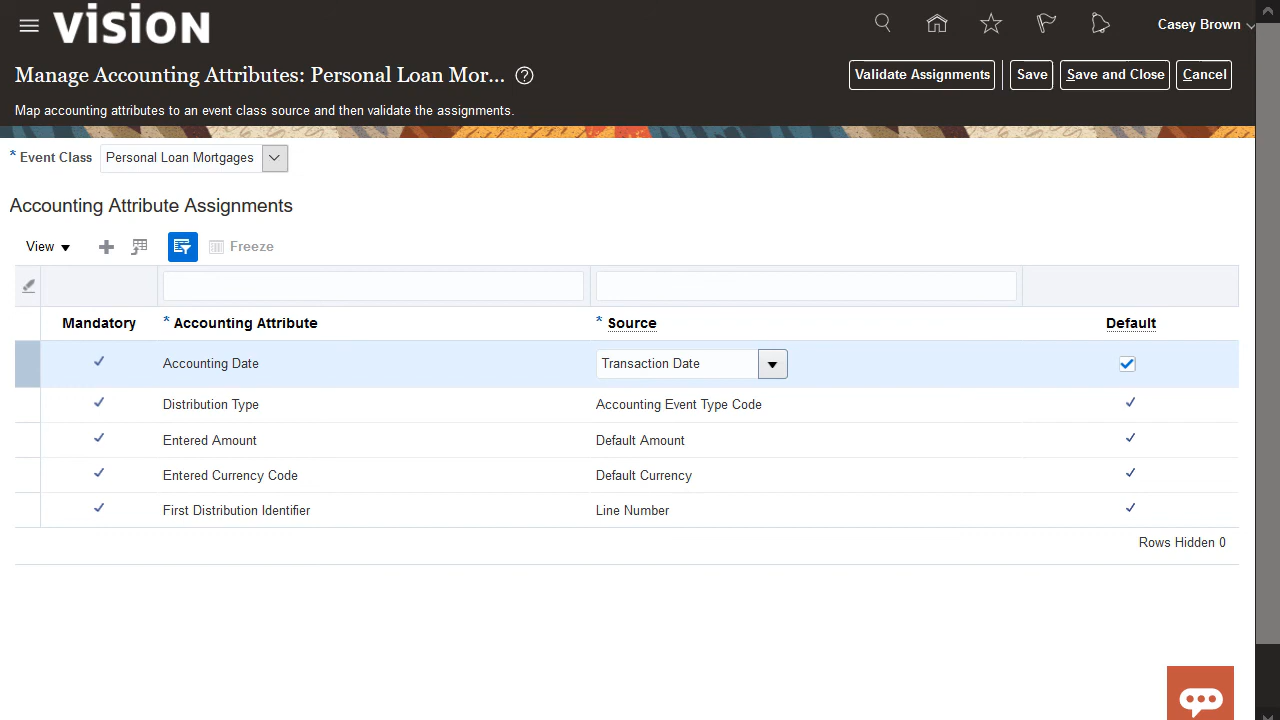 vision
Casey Brown
Manage Accounting Attributes: Personal Loan Mor...
Validate Assignments
Save
Save and Close
Cancel
Map accounting attributes to an event class source and then validate the assignments.
* Event Class
Personal Loan Mortgages
Accounting Attribute Assignments
View
Freeze
Mandatory
* Accounting Attribute
* Source
Default
Accounting Date
Transaction Date
Distribution Type
Accounting Event Type Code
Entered Amount
Default Amount
Entered Currency Code
Default Currency
First Distribution Identifier
Line Number
Rows Hidden 0